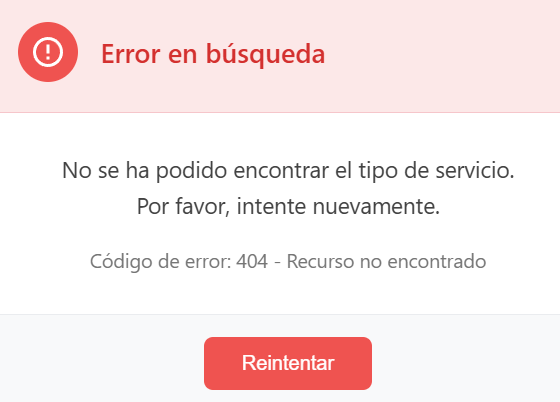 Error en búsqueda
No se ha podido encontrar el tipo de servicio.
Por favor, intente nuevamente.
Código de error: 404 - Recurso no encontrado
Reintentar